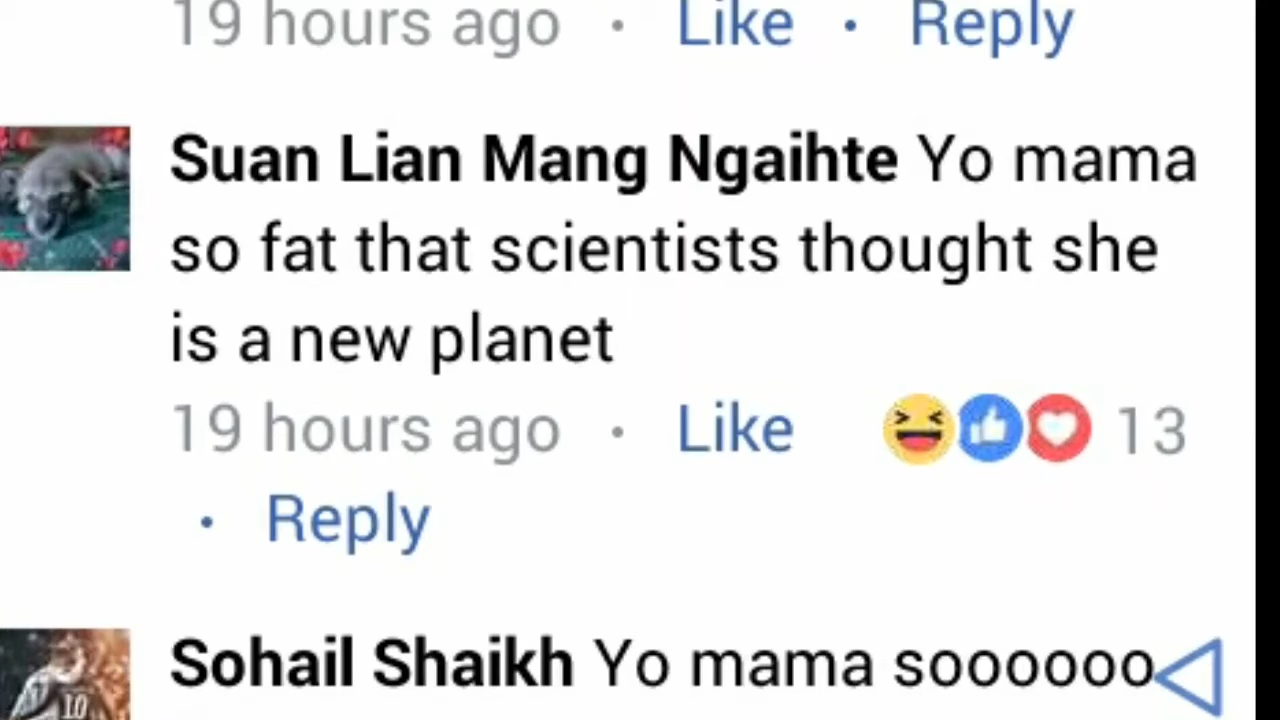 19 hours ago · Like · Reply
Suan Lian Mang Ngaihte Yo mama
so fat that scientists thought she
is a new planet
19 hours ago · Like 13
· Reply
Sohail Shaikh Yo mama soooooo
10